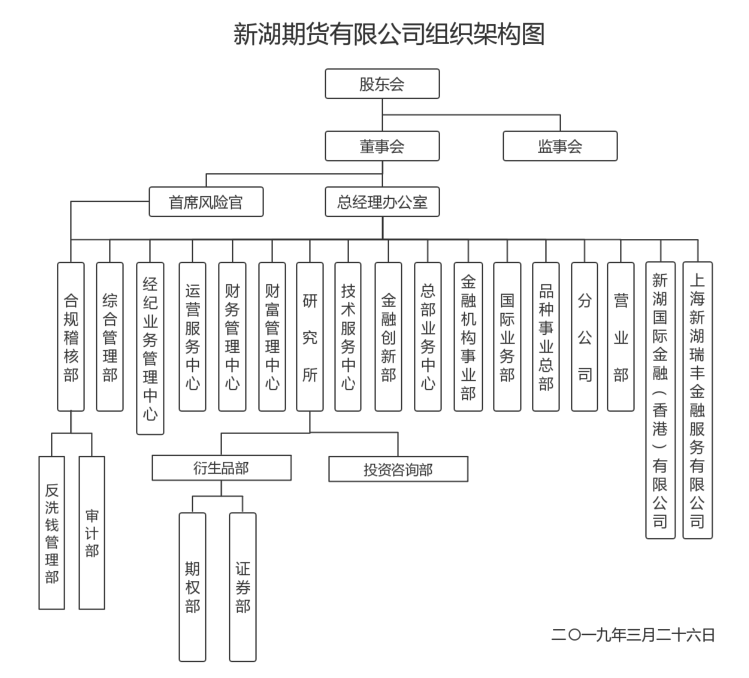 新湖期货有限公司组织架构图
股东会
董事会
监事会
首席风险官
总经理办公室
合规稽核部
综合管理部
经纪业务管理中心
运营服务中心
财务管理中心
财富管理中心
研究所
技术服务中心
金融创新部
总部业务中心
金融机构事业部
国际业务部
品种事业总部
分公司
营业部
新湖国际金融（香港）有限公司
上海新湖瑞丰金融服务有限公司
反洗钱管理部
审计部
衍生品部
投资咨询部
期权部
证券部
二〇一九年三月二十六日